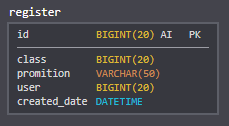 register
id BIGINT(20) AI PK
class BIGINT(20)
promition VARCHAR(50)
user BIGINT(20)
created_date DATETIME